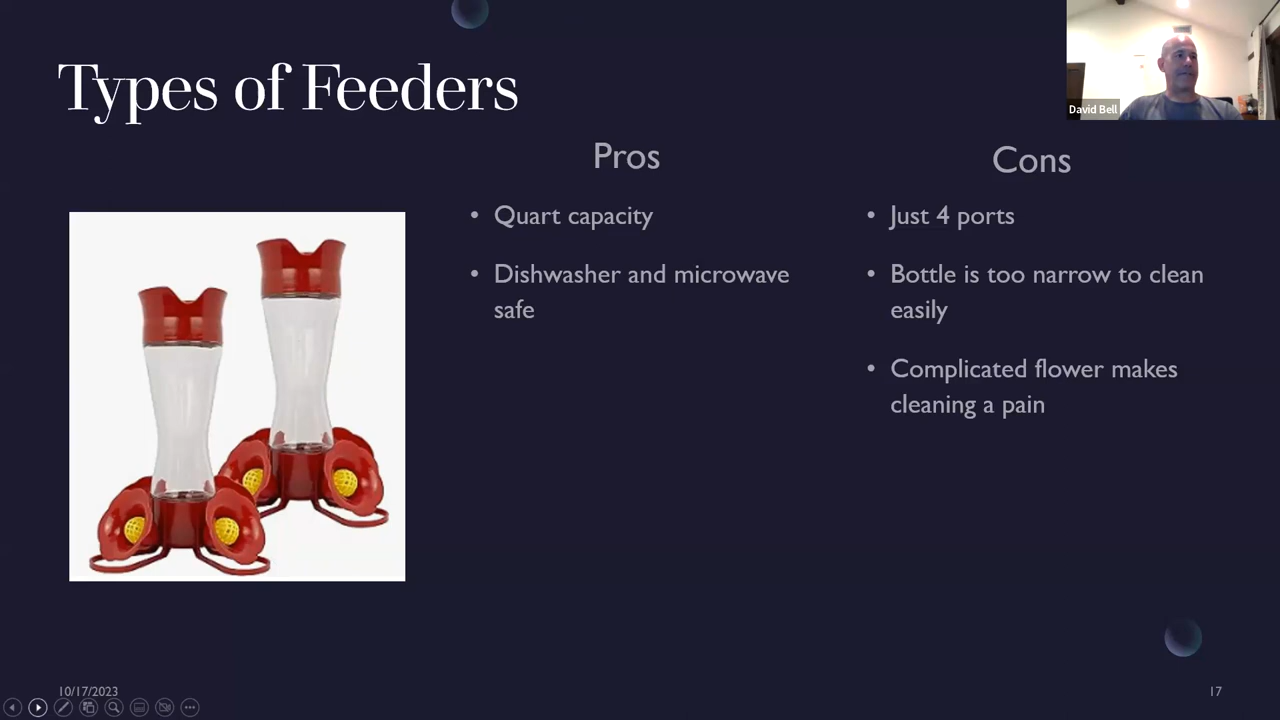 Types of Feeders
David Bell
Pros
Cons
• Quart capacity
• Dishwasher and microwave
safe
• Just 4 ports
• Bottle is too narrow to clean
easily
• Complicated flower makes
cleaning a pain
10/17/2023
17